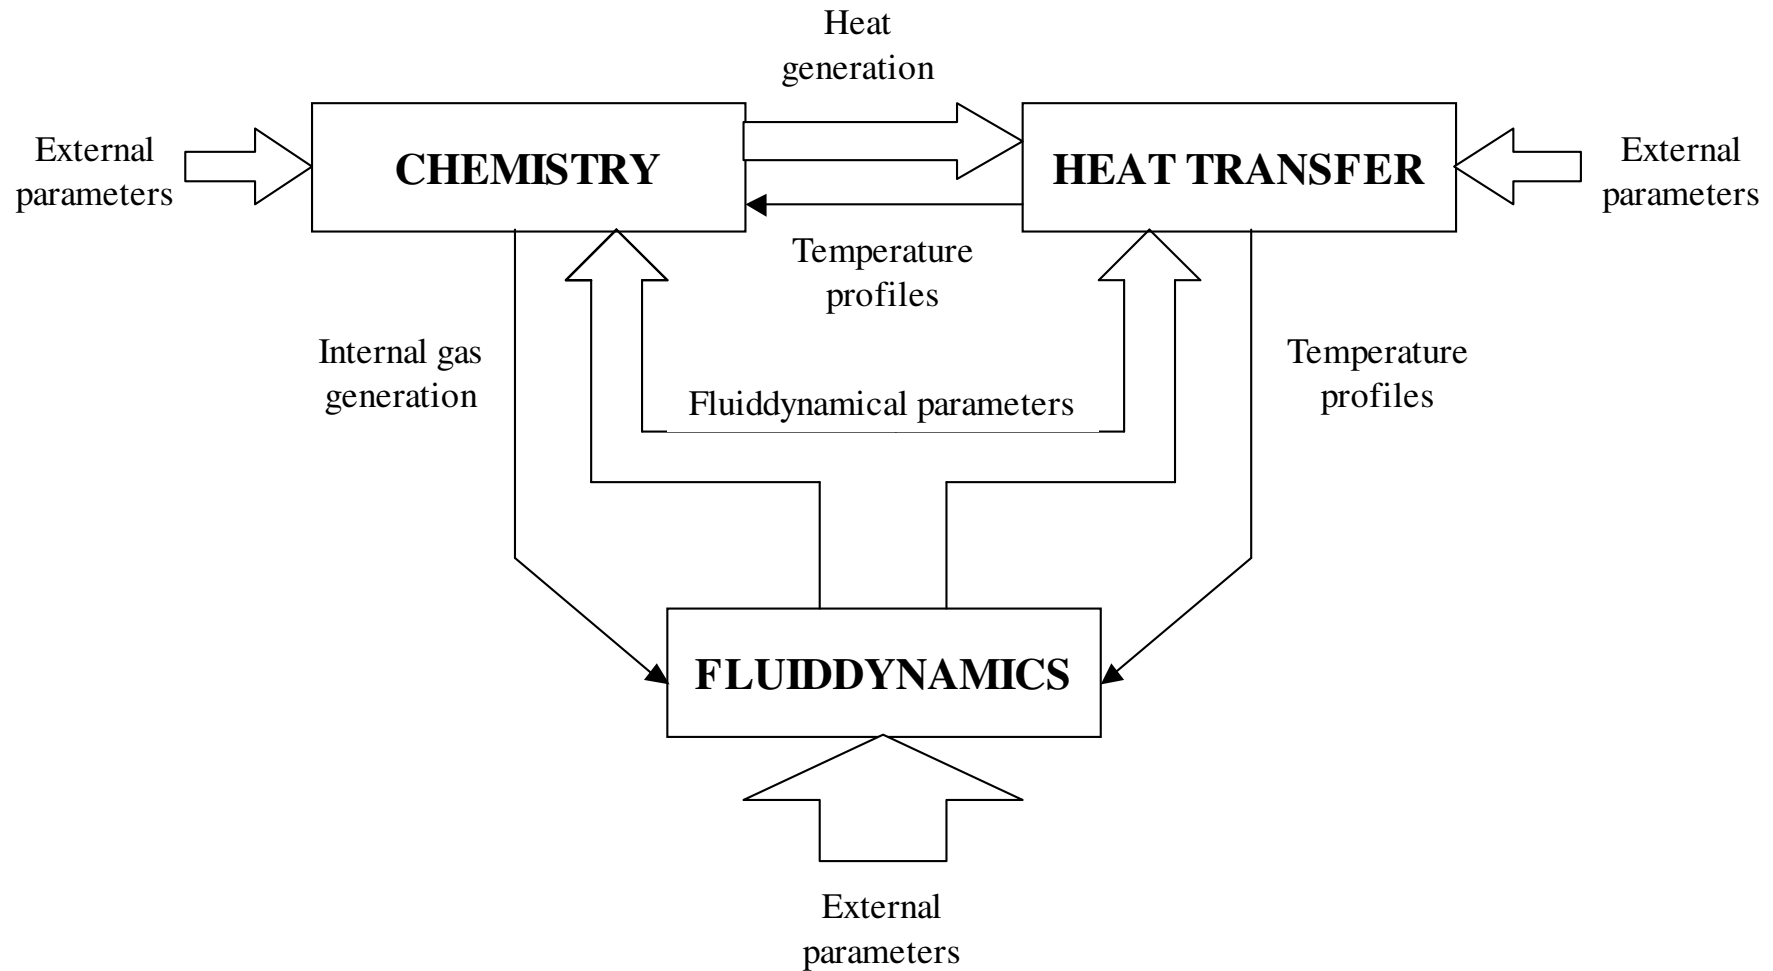 Heat
generation
External
parameters
CHEMISTRY
HEAT TRANSFER
External
parameters
Temperature
profiles
Internal gas
generation
Temperature
profiles
Fluiddynamical parameters
FLUIDDYNAMICS
External
parameters